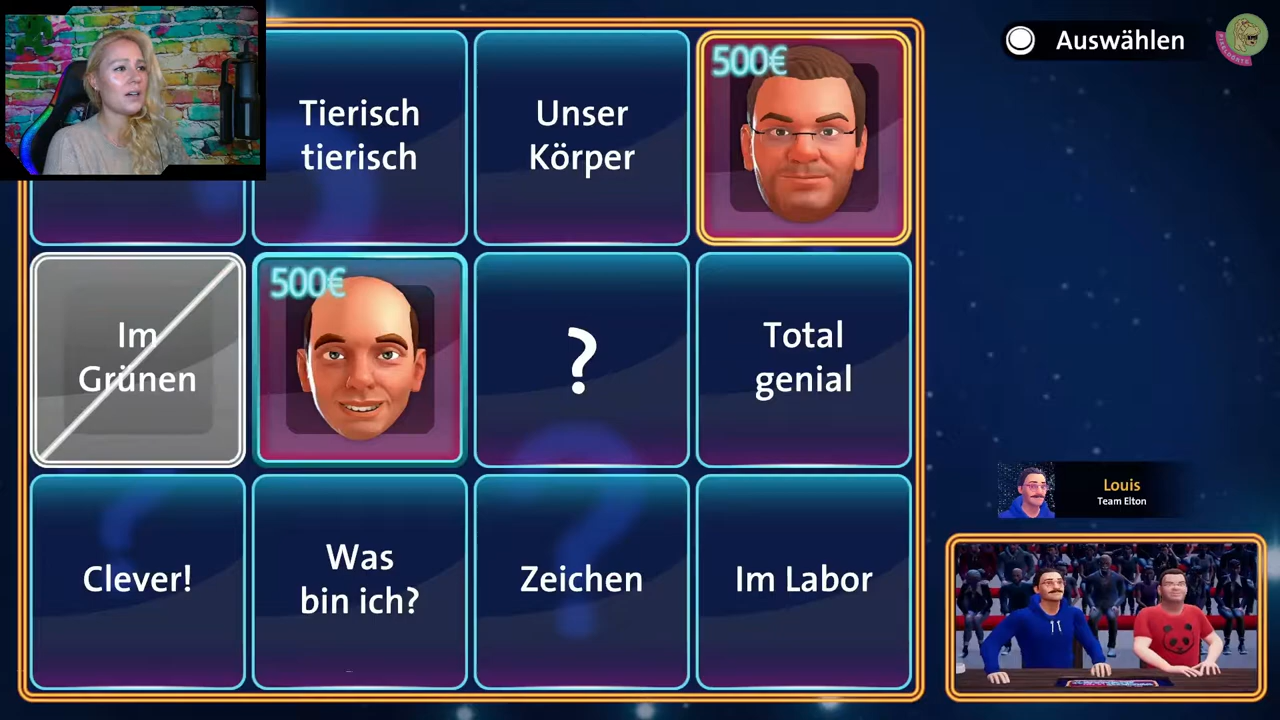 Tierisch
tierisch
Unser
Körper
500€
Auswählen
Im
Grünen
500€
?
Total
genial
Clever!
Was
bin ich?
Zeichen
Im Labor
Louis
Team Elton